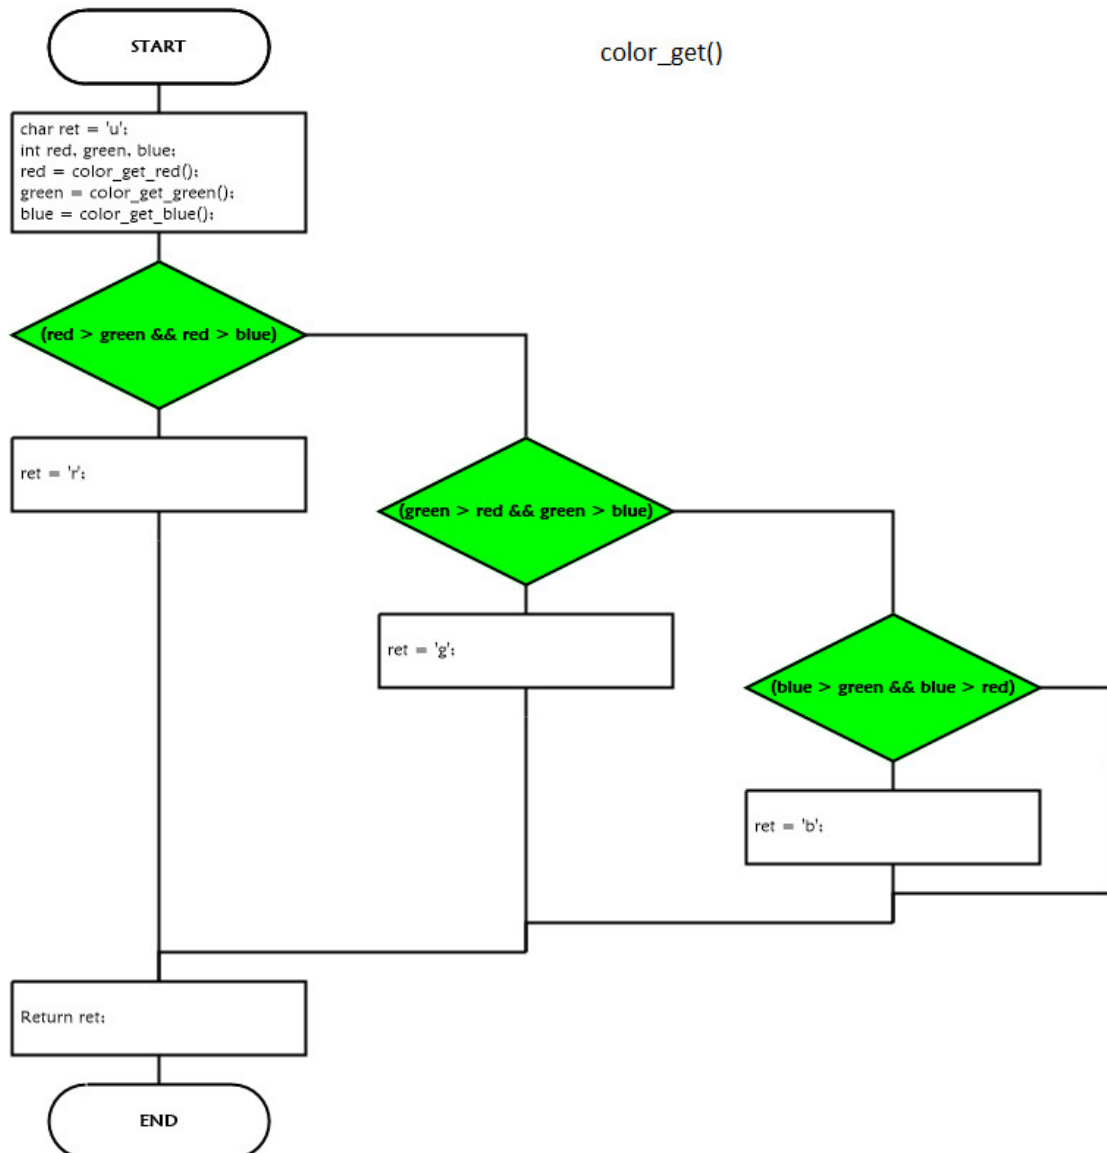 START
color_get()
char ret = 'u';
int red, green, blue;
red = color_get_red();
green = color_get_green();
blue = color_get_blue();
(red > green && red > blue)
ret = 'r';
(green > red && green > blue)
ret = 'g';
(blue > green && blue > red)
ret = 'b';
Return ret;
END